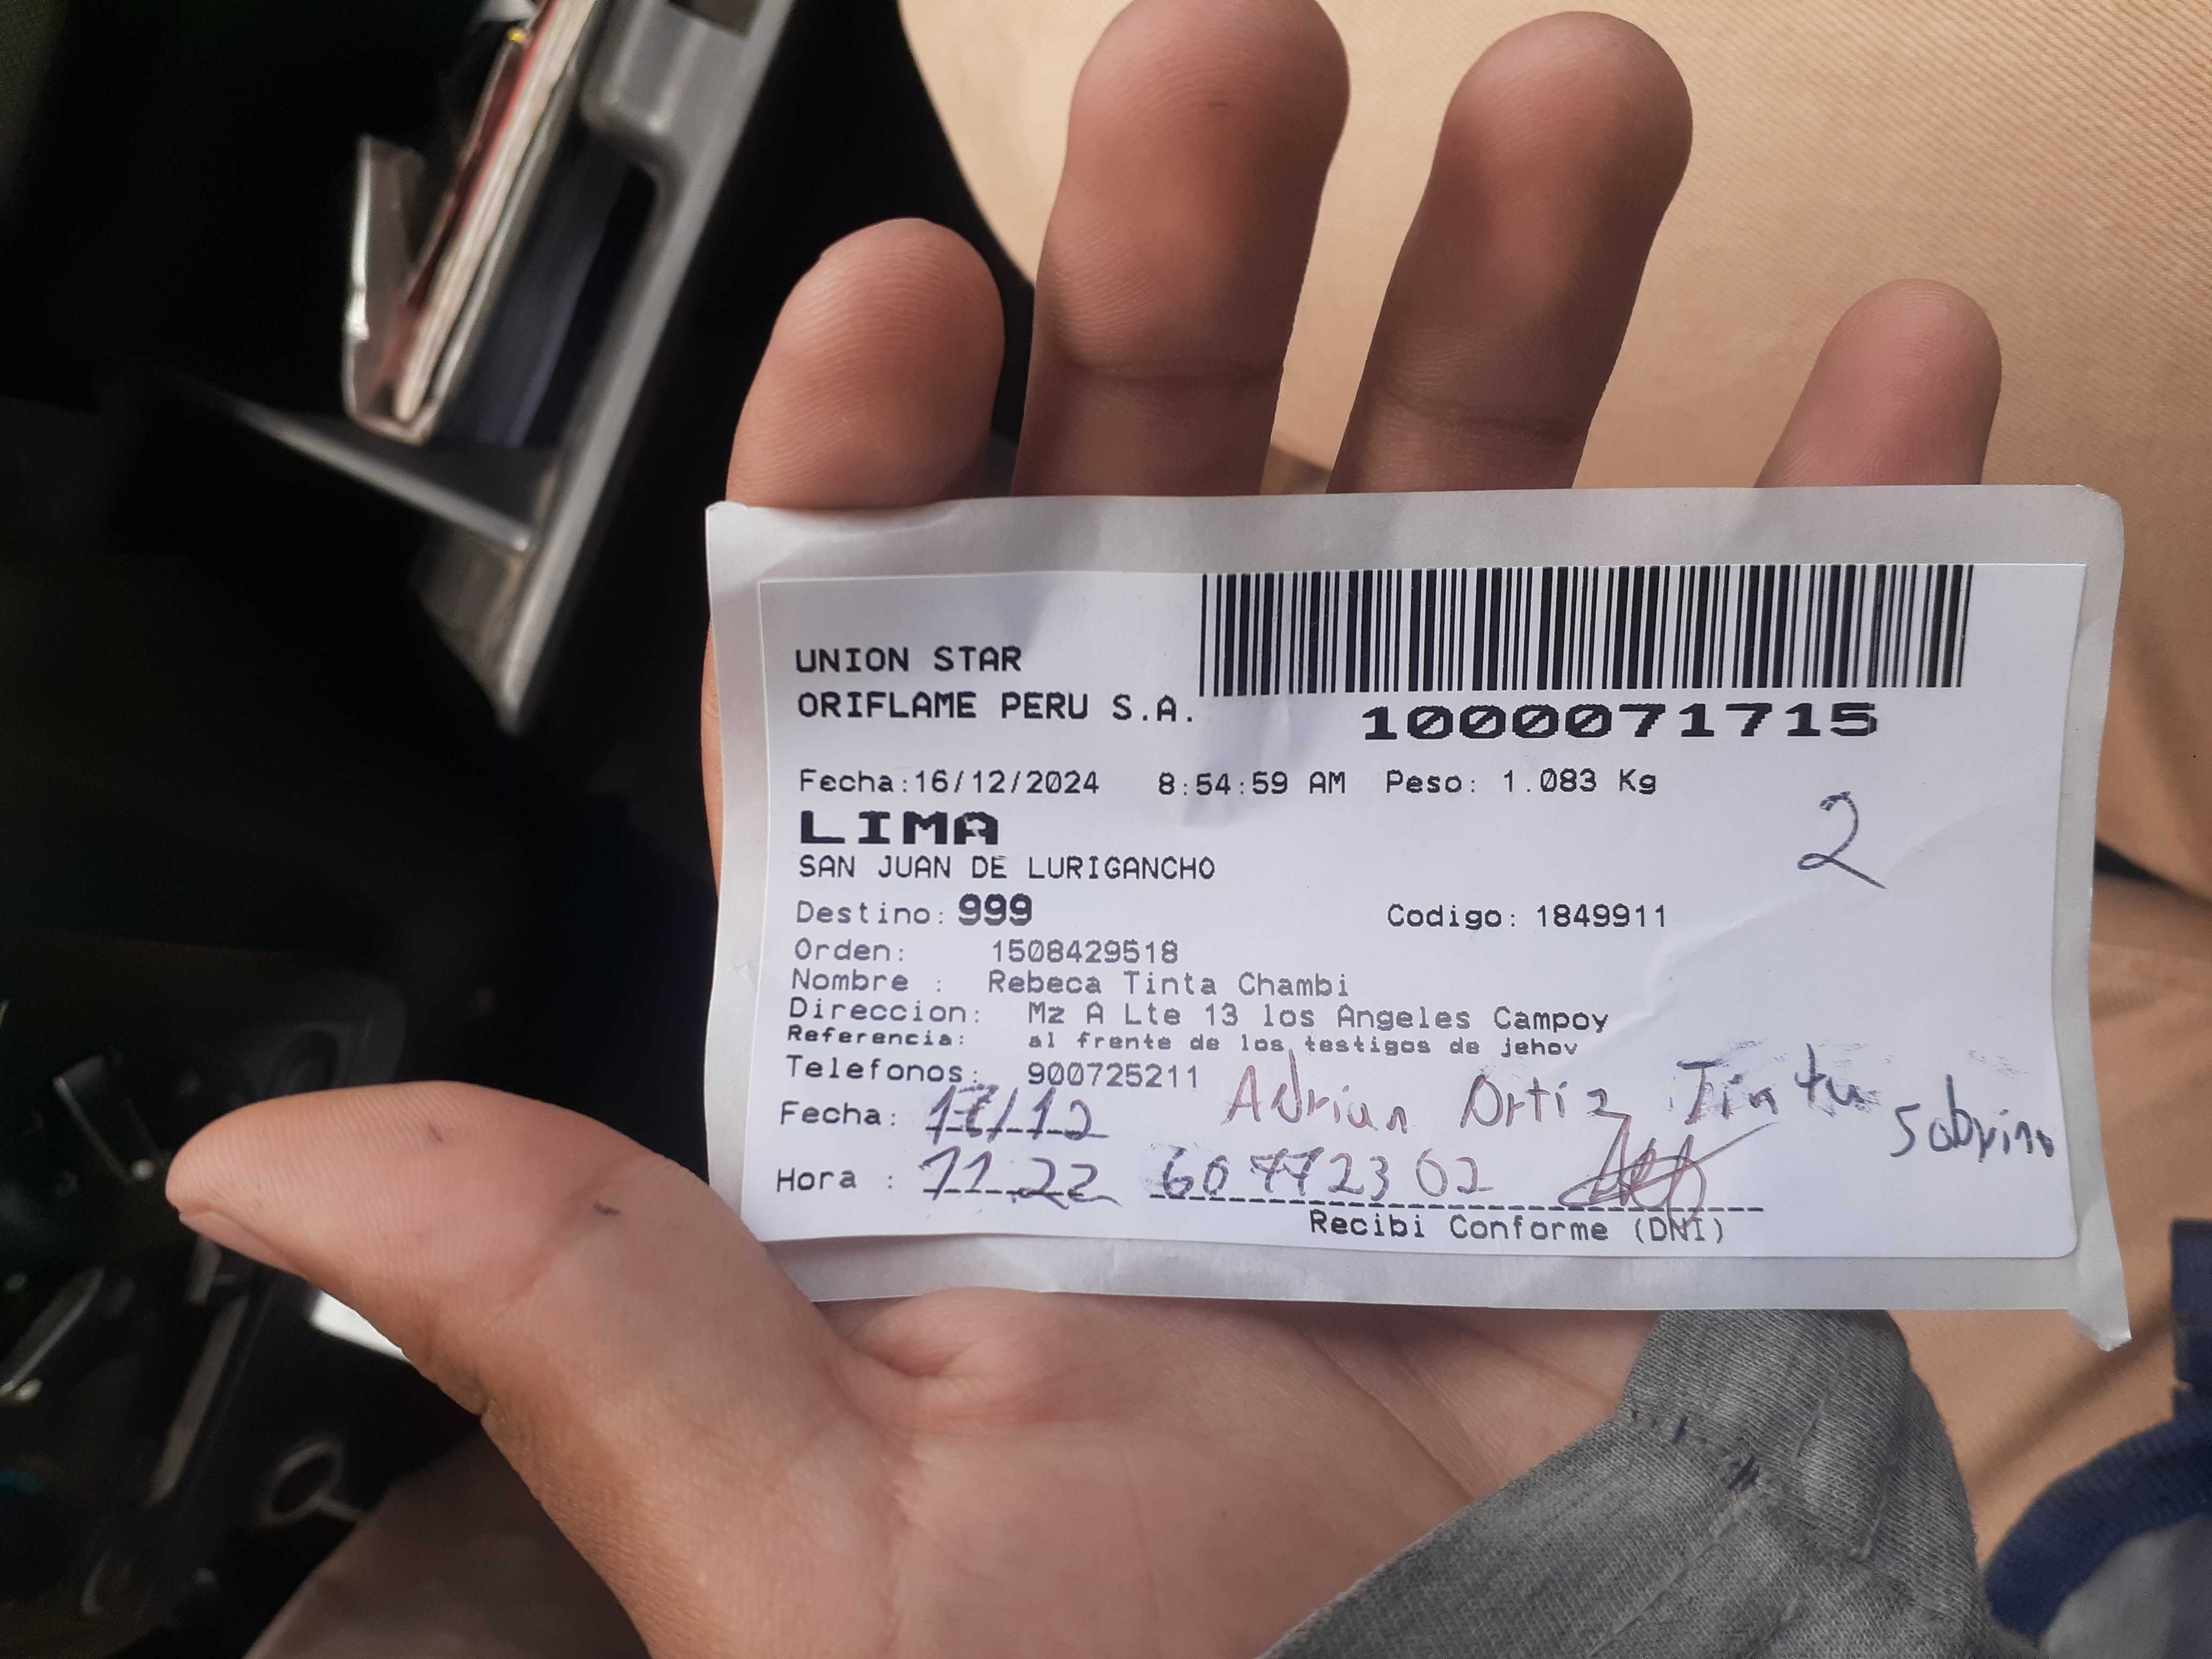 UNION STAR
ORIFLAME PERU S.A.
1000071715
Fecha:16/12/2024 8:54:59 AM Peso: 1.083 Kg
2
LIMA
SAN JUAN DE LURIGANCHO
Destino: 999 Codigo: 1849911
Orden: 1508429518
Nombre : Rebeca Tinta Chambi
Direccion: Mz A Lte 13 los Angeles Campoy
Referencia: al frente de los testigos de jehov
Telefonos: 900725211
Fecha: 17/12 Adrian Ortiz Tinta sobrino
Hora : 11:22 60772302
Recibi Conforme (DNI)